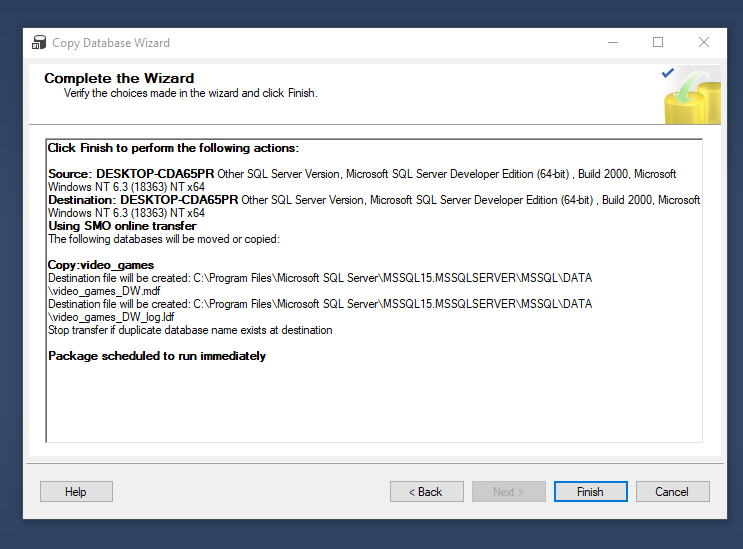 Copy Database Wizard
Complete the Wizard
Verify the choices made in the wizard and click Finish.
Click Finish to perform the following actions:
Source: DESKTOP-CDA65PR Other SQL Server Version, Microsoft SQL Server Developer Edition (64-bit) , Build 2000, Microsoft
Windows NT 6.3 (18363) NT x64
Destination: DESKTOP-CDA65PR Other SQL Server Version, Microsoft SQL Server Developer Edition (64-bit) , Build 2000, Microsoft
Windows NT 6.3 (18363) NT x64
Using SMO online transfer
The following databases will be moved or copied:
Copy:video_games
Destination file will be created: C:\Program Files\Microsoft SQL Server\MSSQL15.MSSQLSERVER\MSSQL\DATA
\video_games_DW.mdf
Destination file will be created: C:\Program Files\Microsoft SQL Server\MSSQL15.MSSQLSERVER\MSSQL\DATA
\video_games_DW_log.ldf
Stop transfer if duplicate database name exists at destination
Package scheduled to run immediately
Help
< Back
Next >
Finish
Cancel